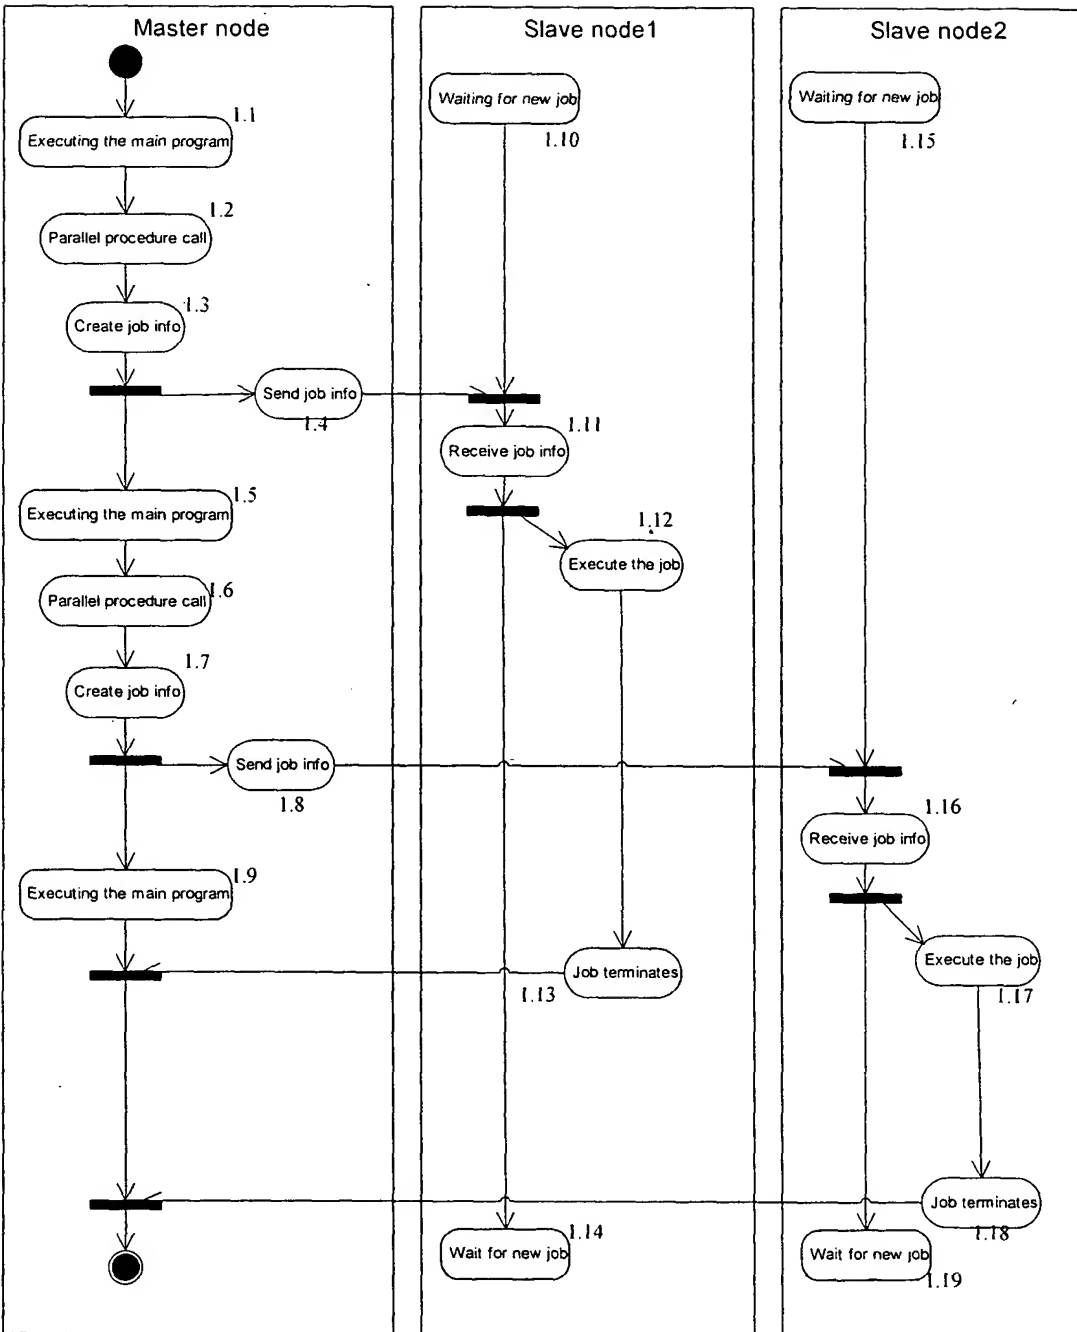 Master node
1.1
Executing the main program
1.2
Parallel procedure call
1.3
Create job info
Send job info
1.4
1.5
Executing the main program
1.6
Parallel procedure call
1.7
Create job info
Send job info
1.8
1.9
Executing the main program
Slave node1
Waiting for new job
1.10
1.11
Receive job info
1.12
Execute the job
Job terminates
1.13
1.14
Wait for new job
Slave node2
Waiting for new job
1.15
1.16
Receive job info
Execute the job
1.17
Job terminates
1.18
Wait for new job
1.19